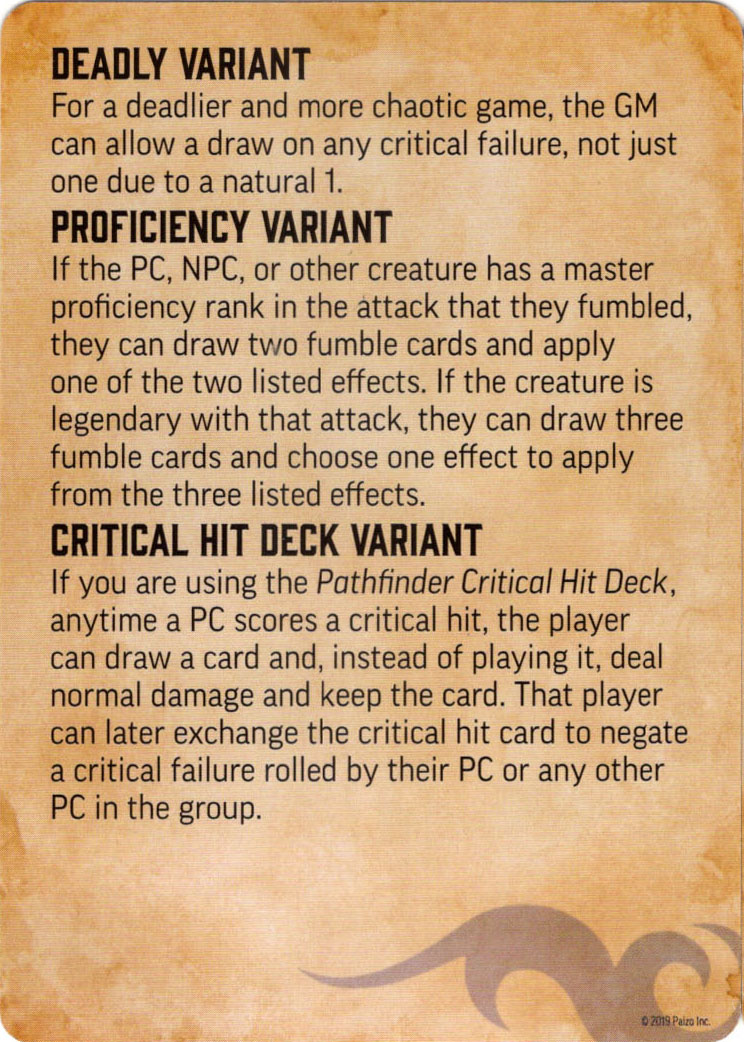 DEADLY VARIANT
For a deadlier and more chaotic game, the GM
can allow a draw on any critical failure, not just
one due to a natural 1.
PROFICIENCY VARIANT
If the PC, NPC, or other creature has a master
proficiency rank in the attack that they fumbled,
they can draw two fumble cards and apply
one of the two listed effects. If the creature is
legendary with that attack, they can draw three
fumble cards and choose one effect to apply
from the three listed effects.
CRITICAL HIT DECK VARIANT
If you are using the Pathfinder Critical Hit Deck,
anytime a PC scores a critical hit, the player
can draw a card and, instead of playing it, deal
normal damage and keep the card. That player
can later exchange the critical hit card to negate
a critical failure rolled by their PC or any other
PC in the group.
© 2019 Paizo Inc.